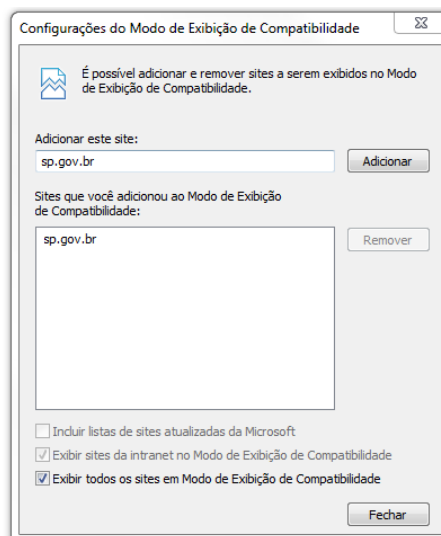 Configurações do Modo de Exibição de Compatibilidade
É possível adicionar e remover sites a serem exibidos no Modo
de Exibição de Compatibilidade.
Adicionar este site:
sp.gov.br
Adicionar
Sites que você adicionou ao Modo de Exibição
de Compatibilidade:
sp.gov.br
Remover
Incluir listas de sites atualizadas da Microsoft
Exibir sites da intranet no Modo de Exibição de Compatibilidade
Exibir todos os sites em Modo de Exibição de Compatibilidade
Fechar